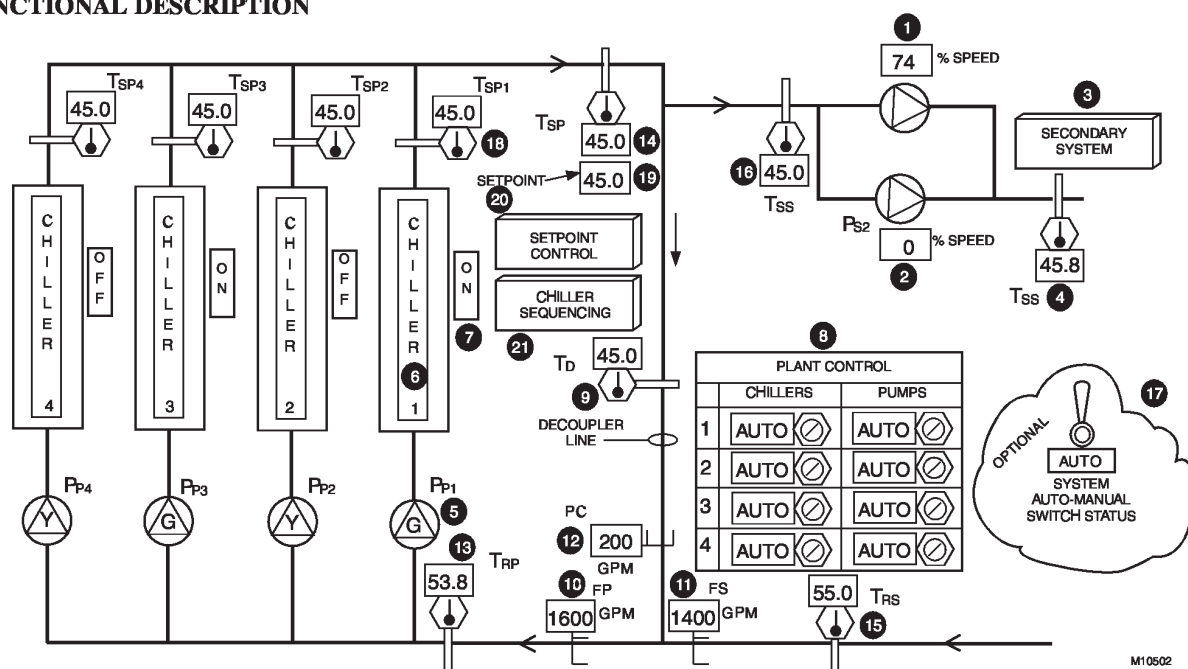 NCTIONAL DESCRIPTION
1
74 % SPEED
TSP4
45.0
TSP3
45.0
TSP2
45.0
TSP1
45.0
18
TSP
45.0 14
SETPOINT 45.0 19
20
SETPOINT
CONTROL
CHILLER
SEQUENCING
21
16 45.0
TSS
PS2
0 % SPEED
2
3
SECONDARY
SYSTEM
45.8
TSS 4
CHILLER 4
OFF
CHILLER 3
ON
CHILLER 2
OFF
CHILLER 6 1
ON
7
TD 45.0
9
DECOUPLER
LINE
8
PLANT CONTROL
CHILLERS PUMPS
1 AUTO AUTO
2 AUTO AUTO
3 AUTO AUTO
4 AUTO AUTO
17
OPTIONAL
AUTO
SYSTEM
AUTO-MANUAL
SWITCH STATUS
PP4
Y
PP3
G
PP2
Y
PP1
G 5
13
TRP
53.8
PC
12 200
GPM
10 FP
1600 GPM
11 FS
1400 GPM
55.0 TRS
15
M10502